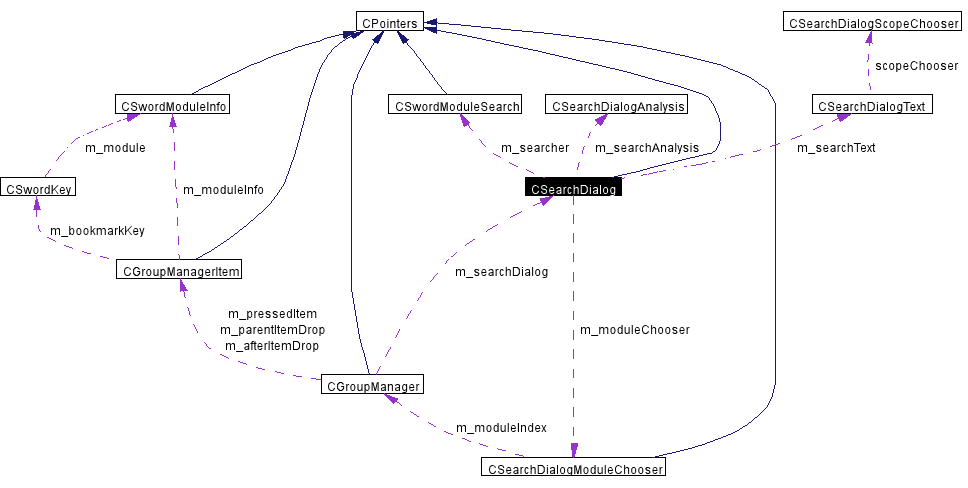 CPointers
CSearchDialogScopeChooser
scopeChooser
CSwordModuleInfo
CSwordModuleSearch
CSearchDialogAnalysis
CSearchDialogText
m_module
m_searcher
m_searchAnalysis
m_searchText
CSwordKey
m_moduleInfo
CSearchDialog
m_bookmarkKey
CGroupManagerItem
m_searchDialog
m_pressedItem
m_parentItemDrop
m_afterItemDrop
m_moduleChooser
CGroupManager
m_moduleIndex
CSearchDialogModuleChooser